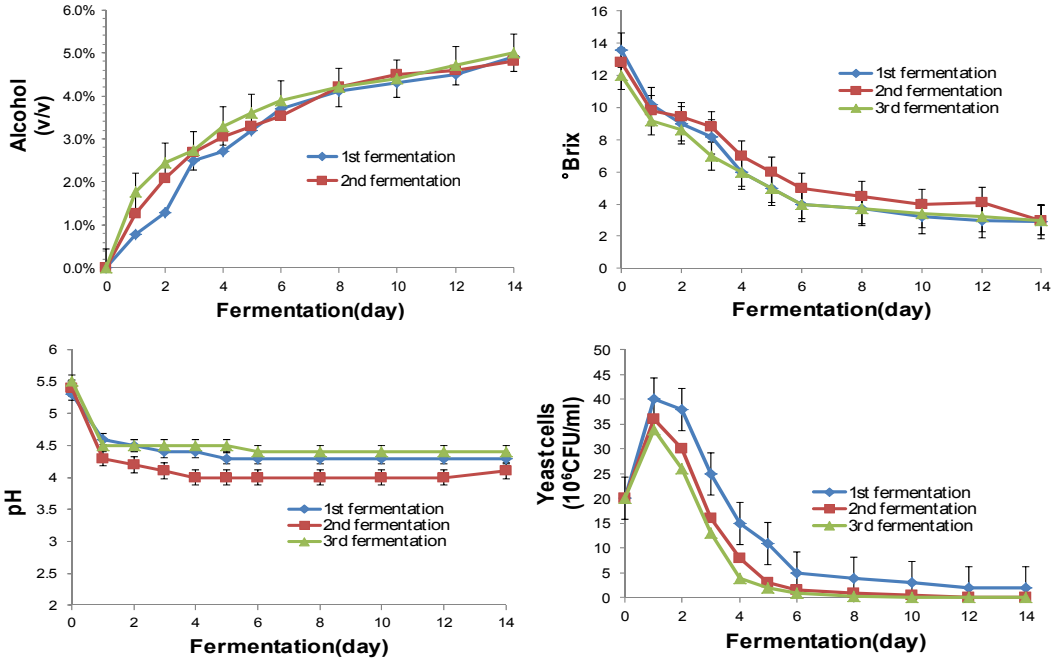 Alcohol
(v/v)
6.0%
5.0%
4.0%
3.0%
2.0%
1.0%
0.0%
0 2 4 6 8 10 12 14
Fermentation(day)
1st fermentation
2nd fermentation
°Brix
16
14
12
10
8
6
4
2
0
0 2 4 6 8 10 12 14
Fermentation(day)
1st fermentation
2nd fermentation
3rd fermentation
pH
6
5.5
5
4.5
4
3.5
3
2.5
2
0 2 4 6 8 10 12 14
Fermentation(day)
1st fermentation
2nd fermentation
3rd fermentation
Yeast cells
(10⁶CFU/ml)
50
45
40
35
30
25
20
15
10
5
0
0 2 4 6 8 10 12 14
Fermentation(day)
1st fermentation
2nd fermentation
3rd fermentation